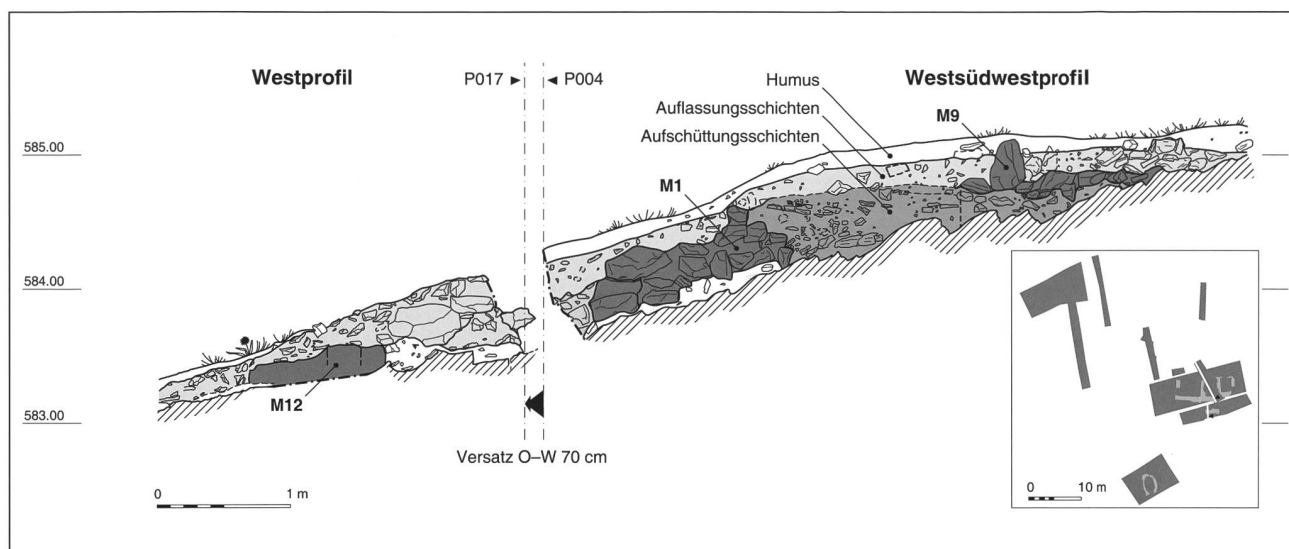 Westprofil
P017
P004
Westsüdwestprofil
Humus
Auflassungsschichten
Aufschüttungsschichten
M9
M1
585.00
584.00
583.00
M12
Versatz O–W 70 cm
0 1 m
0 10 m